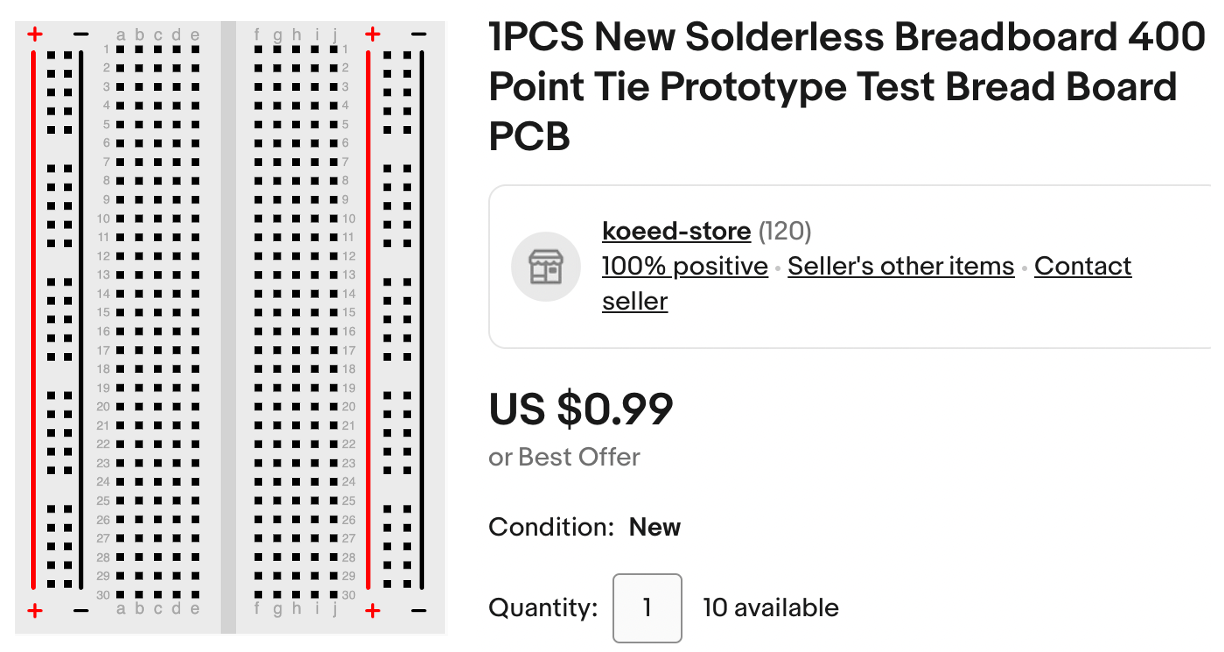 + − a b c d e f g h i j + −
1 1
2 2
3 3
4 4
5 5
6 6
7 7
8 8
9 9
10 10
11 11
12 12
13 13
14 14
15 15
16 16
17 17
18 18
19 19
20 20
21 21
22 22
23 23
24 24
25 25
26 26
27 27
28 28
29 29
30 30
+ − a b c d e f g h i j + −
1PCS New Solderless Breadboard 400
Point Tie Prototype Test Bread Board
PCB
koeed-store (120)
100% positive • Seller's other items • Contact
seller
US $0.99
or Best Offer
Condition: New
Quantity: 1 10 available